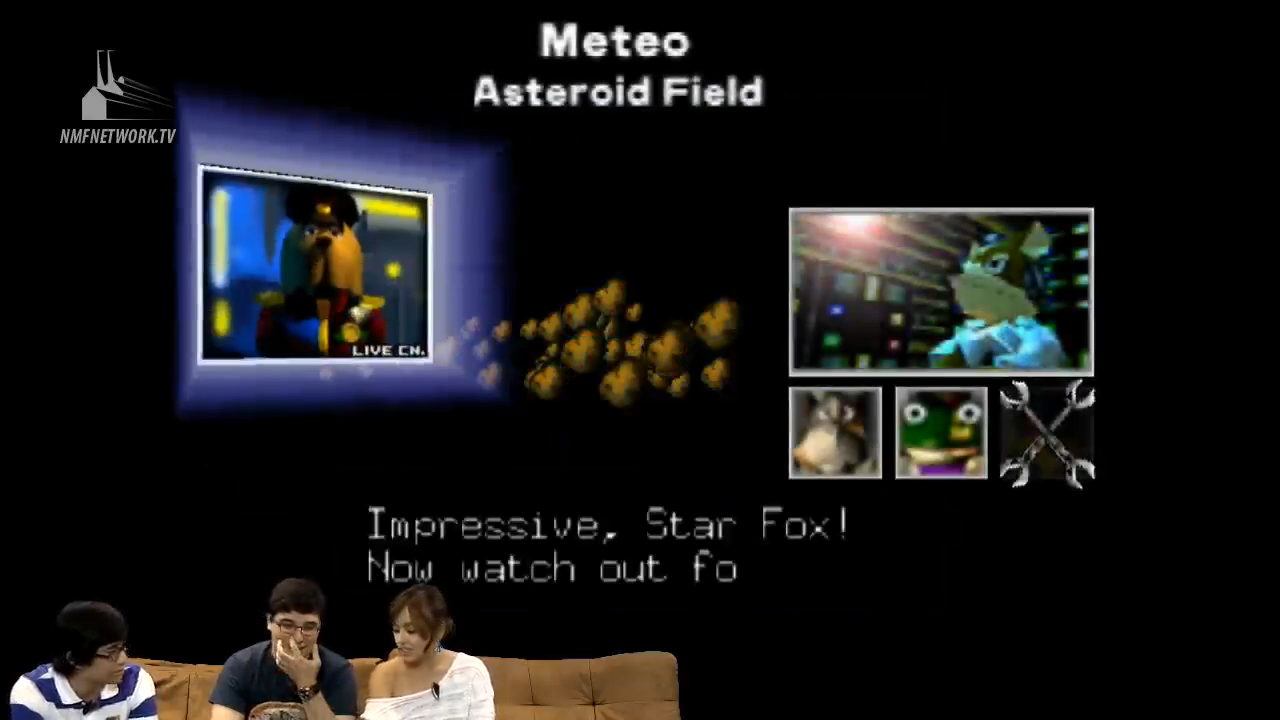 Meteo
Asteroid Field
NMFNETWORK.TV
LIVE CN.
Impressive, Star Fox!
Now watch out fo